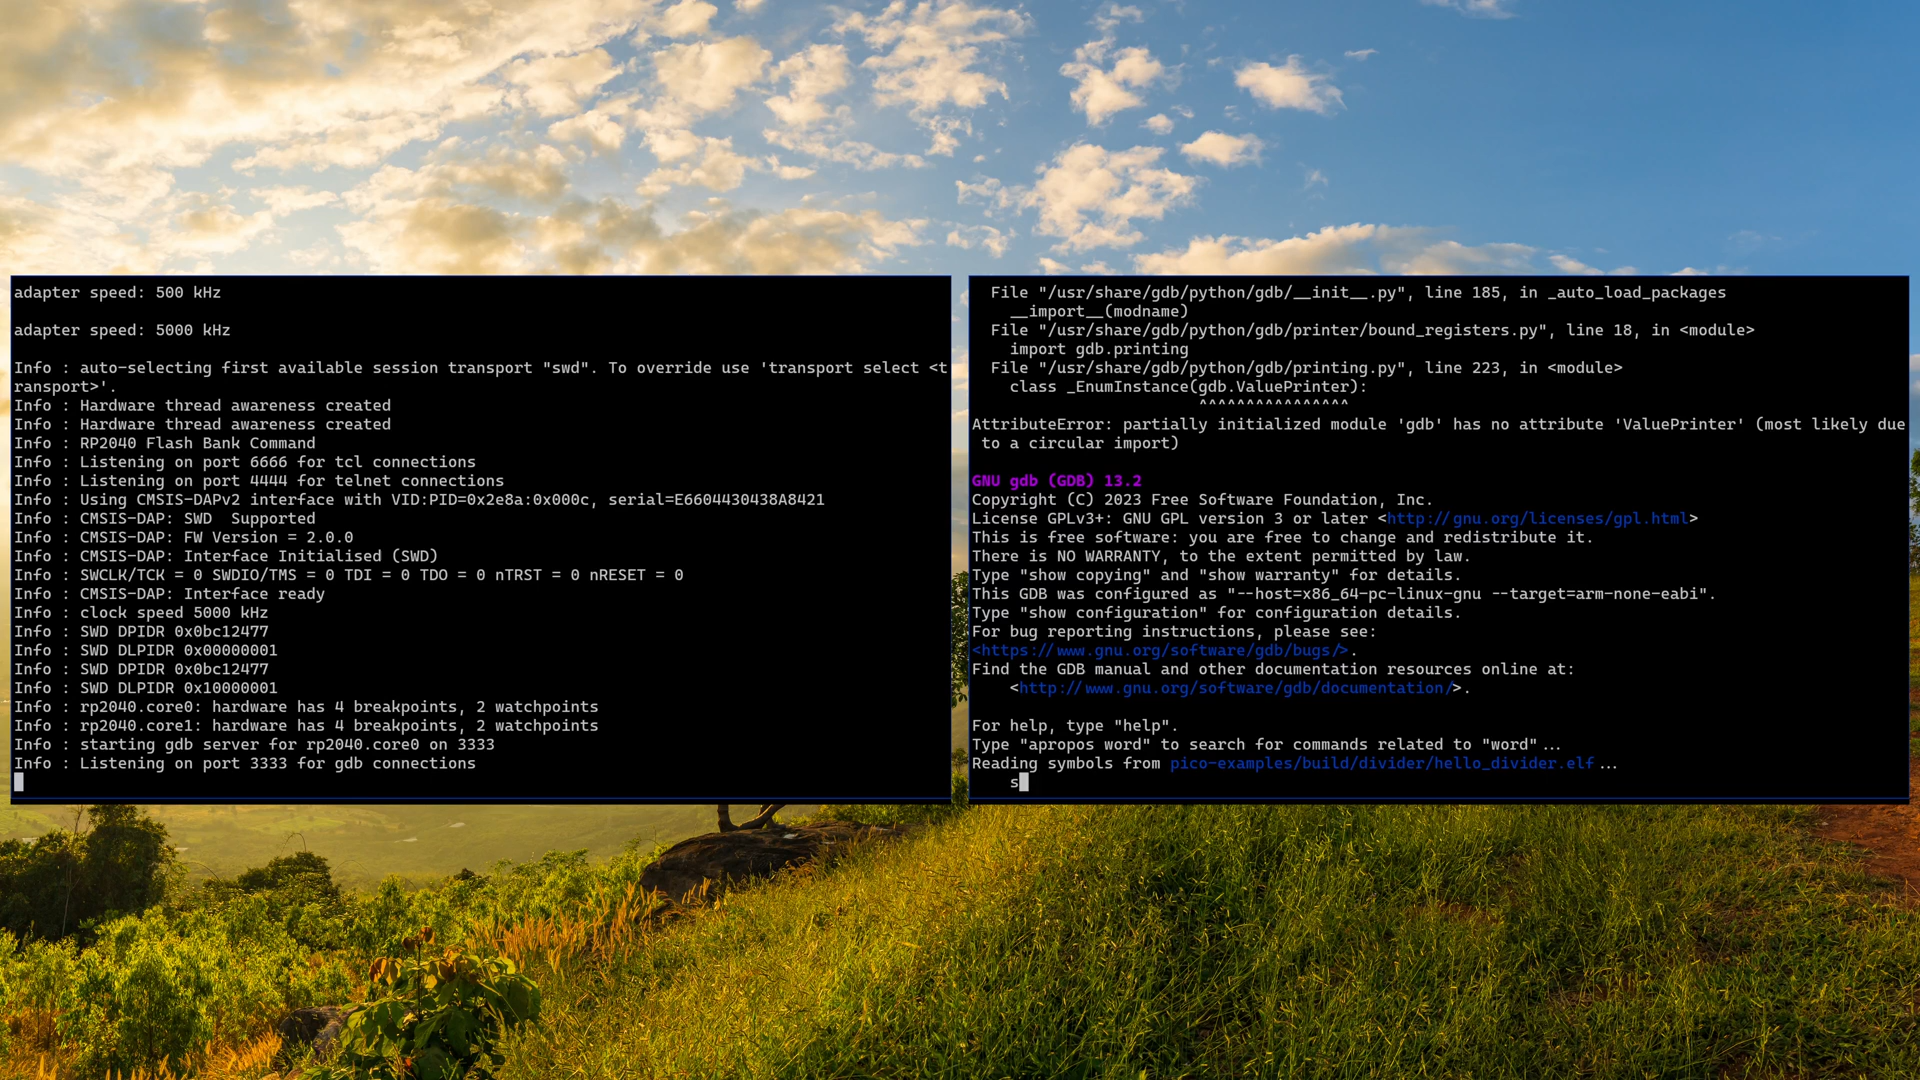 adapter speed: 500 kHz
adapter speed: 5000 kHz
Info : auto-selecting first available session transport "swd". To override use 'transport select <t
ransport>'.
Info : Hardware thread awareness created
Info : Hardware thread awareness created
Info : RP2040 Flash Bank Command
Info : Listening on port 6666 for tcl connections
Info : Listening on port 4444 for telnet connections
Info : Using CMSIS-DAPv2 interface with VID:PID=0x2e8a:0x000c, serial=E6604430438A8421
Info : CMSIS-DAP: SWD  Supported
Info : CMSIS-DAP: FW Version = 2.0.0
Info : CMSIS-DAP: Interface Initialised (SWD)
Info : SWCLK/TCK = 0 SWDIO/TMS = 0 TDI = 0 TDO = 0 nTRST = 0 nRESET = 0
Info : CMSIS-DAP: Interface ready
Info : clock speed 5000 kHz
Info : SWD DPIDR 0x0bc12477
Info : SWD DLPIDR 0x00000001
Info : SWD DPIDR 0x0bc12477
Info : SWD DLPIDR 0x10000001
Info : rp2040.core0: hardware has 4 breakpoints, 2 watchpoints
Info : rp2040.core1: hardware has 4 breakpoints, 2 watchpoints
Info : starting gdb server for rp2040.core0 on 3333
Info : Listening on port 3333 for gdb connections
File "/usr/share/gdb/python/gdb/__init__.py", line 185, in _auto_load_packages
__import__(modname)
File "/usr/share/gdb/python/gdb/printer/bound_registers.py", line 18, in <module>
import gdb.printing
File "/usr/share/gdb/python/gdb/printing.py", line 223, in <module>
class _EnumInstance(gdb.ValuePrinter):
^^^^^^^^^^^^^^^^
AttributeError: partially initialized module 'gdb' has no attribute 'ValuePrinter' (most likely due
to a circular import)
GNU gdb (GDB) 13.2
Copyright (C) 2023 Free Software Foundation, Inc.
License GPLv3+: GNU GPL version 3 or later <http://gnu.org/licenses/gpl.html>
This is free software: you are free to change and redistribute it.
There is NO WARRANTY, to the extent permitted by law.
Type "show copying" and "show warranty" for details.
This GDB was configured as "--host=x86_64-pc-linux-gnu --target=arm-none-eabi".
Type "show configuration" for configuration details.
For bug reporting instructions, please see:
<https://www.gnu.org/software/gdb/bugs/>.
Find the GDB manual and other documentation resources online at:
<http://www.gnu.org/software/gdb/documentation/>.
For help, type "help".
Type "apropos word" to search for commands related to "word"...
Reading symbols from pico-examples/build/divider/hello_divider.elf...
s